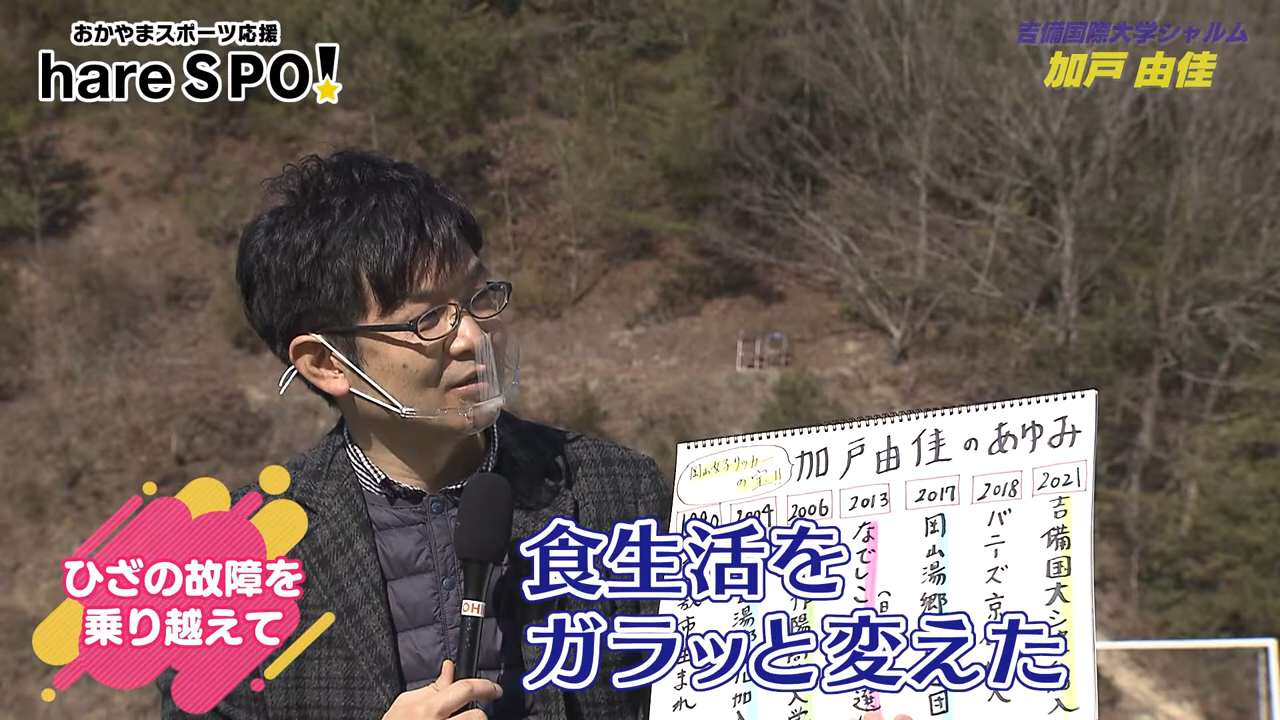 おかやまスポーツ応援
hareSPO!
吉備国際大学シャルム
加戸 由佳
岡山女子サッカー
の宝!!
加戸由佳のあゆみ
1990 2004 2006 2013 2017 2018 2021
なでしこ
岡山湯郷
バニーズ京
吉備国大シ
ひざの故障を
乗り越えて
食生活を
ガラッと変えた
OH